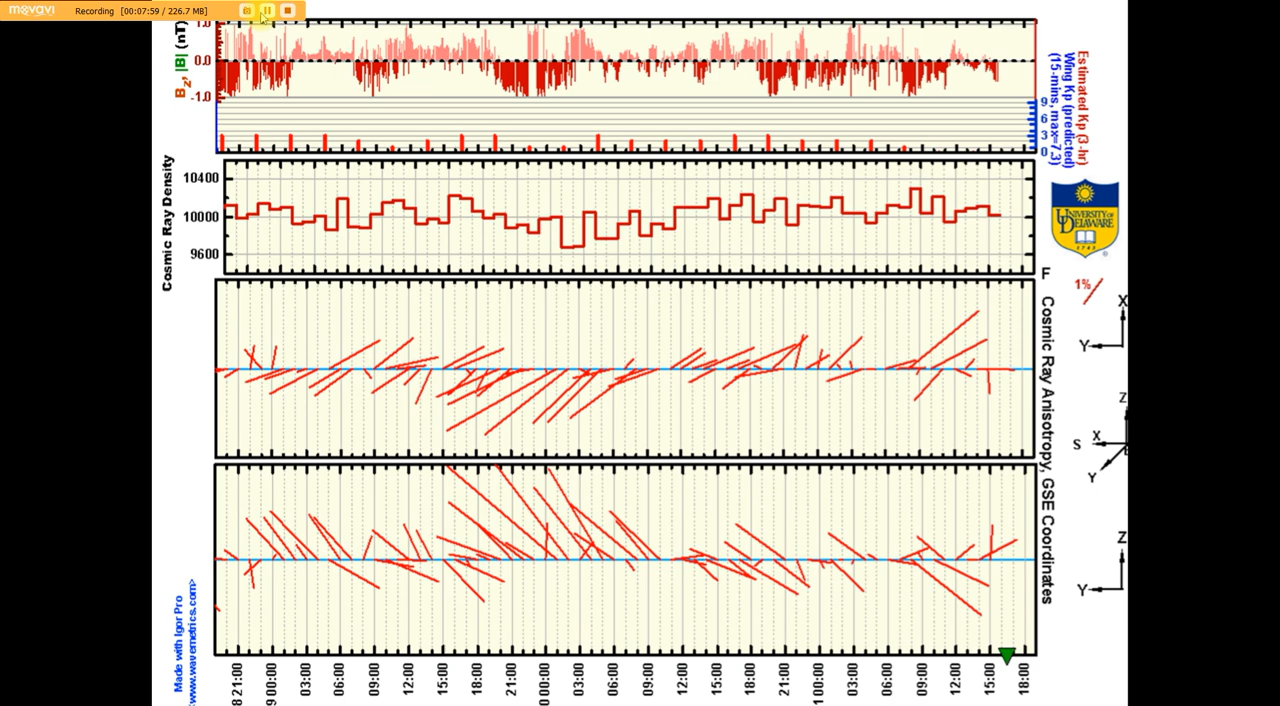 movavi
Recording [00:07:59 / 226.7 MB]
Bz, |B| (nT)
1.0
0.0
-1.0
9
6
3
0
Estimated Kp (3-hr)
Wing Kp (predicted)
(15-mins, max=7.3)
Cosmic Ray Density
10400
10000
9600
UNIVERSITY OF
DELAWARE
1743
®
F
1%
X
Y
Z
S
X
Y
Z
Y
Cosmic Ray Anisotropy, GSE Coordinates
Made with Igor Pro
<www.wavemetrics.com>
8 21:00
9 00:00
03:00
06:00
09:00
12:00
15:00
18:00
21:00
0 00:00
03:00
06:00
09:00
12:00
15:00
18:00
21:00
1 00:00
03:00
06:00
09:00
12:00
15:00
18:00